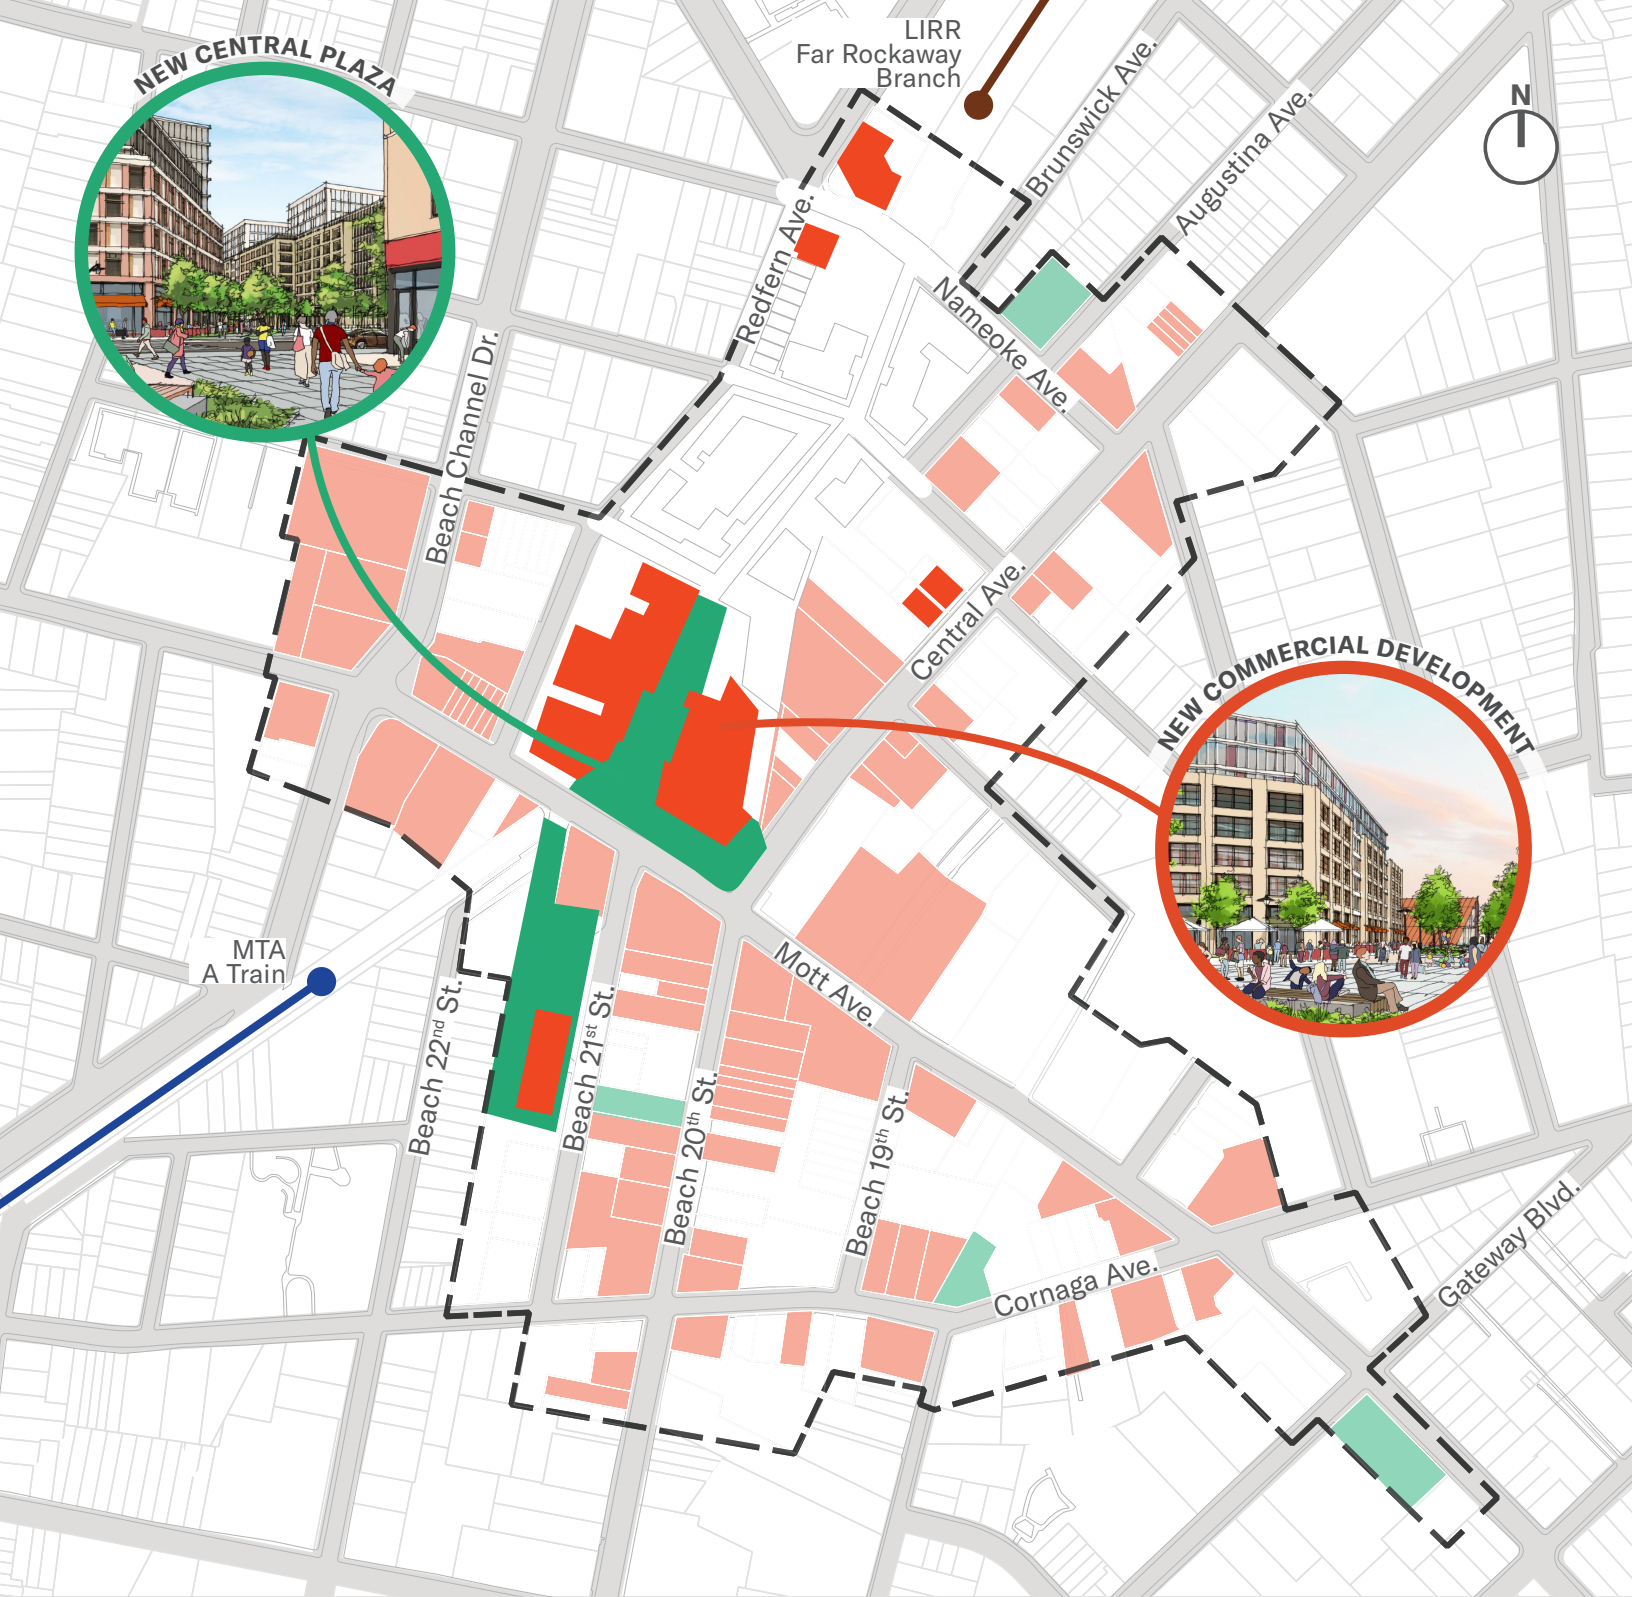 NEW CENTRAL PLAZA
LIRR
Far Rockaway
Branch
Brunswick Ave.
Augustina Ave.
N
Redfern Ave.
Nameoke Ave.
Beach Channel Dr.
Central Ave.
NEW COMMERCIAL DEVELOPMENT
MTA
A Train
Mott Ave.
Beach 22nd St.
Beach 21st St.
Beach 20th St.
Beach 19th St.
Cornaga Ave.
Gateway Blvd.